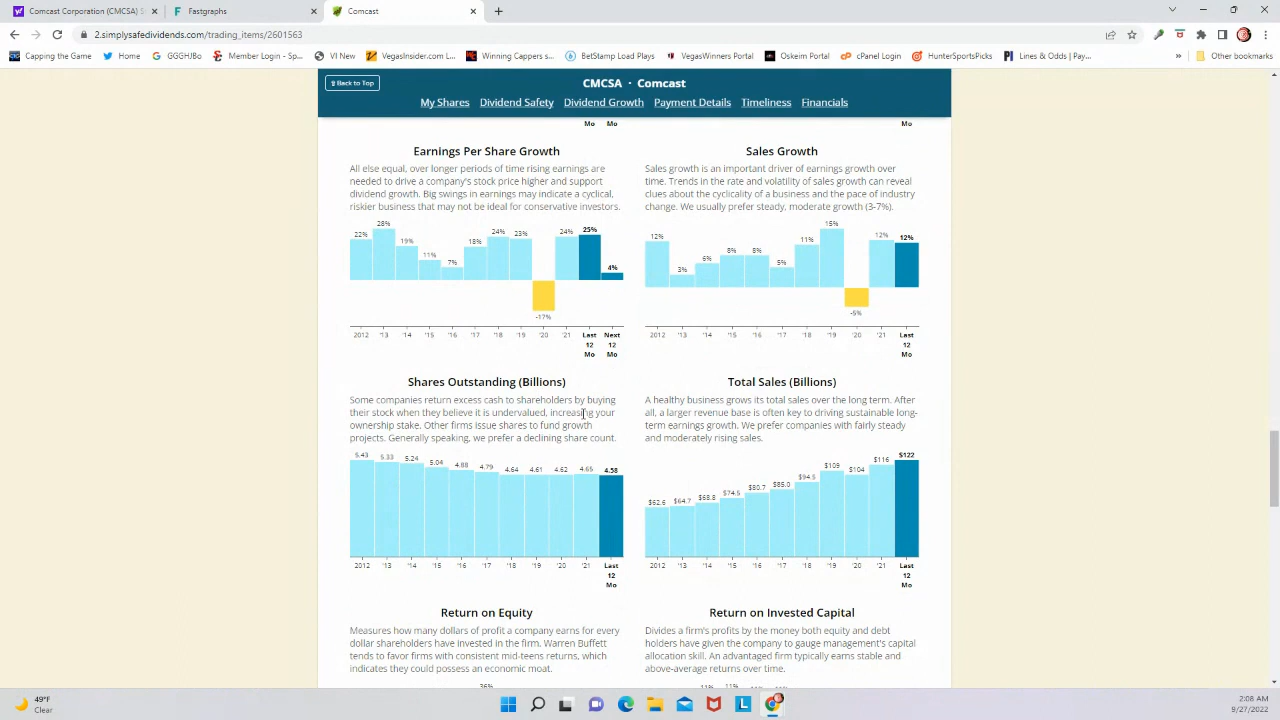 Comcast Corporation (CMCSA) S
Fastgraphs
Comcast
2.simplysafedividends.com/trading_items/2601563
Capping the Game
Home
GGGH/Bo
Member Login - Sp...
VI New
VegasInsider.com L...
Winning Cappers s...
BetStamp Load Plays
VegasWinners Portal
Oskeim Portal
cPanel Login
HunterSportsPicks
Lines & Odds | Pay...
Other bookmarks
Back to Top
CMCSA · Comcast
My Shares Dividend Safety Dividend Growth Payment Details Timeliness Financials
Mo Mo
Mo
Earnings Per Share Growth
All else equal, over longer periods of time rising earnings are
needed to drive a company's stock price higher and support
dividend growth. Big swings in earnings may indicate a cyclical,
riskier business that may not be ideal for conservative investors.
22% 28% 19% 11% 7% 18% 24% 23% -17% 24% 25% 4%
2012 '13 '14 '15 '16 '17 '18 '19 '20 '21 Last Next
12 12
Mo Mo
Sales Growth
Sales growth is an important driver of earnings growth over
time. Trends in the rate and volatility of sales growth can reveal
clues about the cyclicality of a business and the pace of industry
change. We usually prefer steady, moderate growth (3-7%).
12% 3% 6% 8% 8% 5% 11% 15% -5% 12% 12%
2012 '13 '14 '15 '16 '17 '18 '19 '20 '21 Last
12
Mo
Shares Outstanding (Billions)
Some companies return excess cash to shareholders by buying
their stock when they believe it is undervalued, increasing your
ownership stake. Other firms issue shares to fund growth
projects. Generally speaking, we prefer a declining share count.
5.43 5.33 5.24 5.04 4.88 4.79 4.64 4.61 4.62 4.65 4.58
2012 '13 '14 '15 '16 '17 '18 '19 '20 '21 Last
12
Mo
Total Sales (Billions)
A healthy business grows its total sales over the long term. After
all, a larger revenue base is often key to driving sustainable long-
term earnings growth. We prefer companies with fairly steady
and moderately rising sales.
$62.6 $64.7 $68.8 $74.5 $80.7 $85.0 $94.5 $109 $104 $116 $122
2012 '13 '14 '15 '16 '17 '18 '19 '20 '21 Last
12
Mo
Return on Equity
Measures how many dollars of profit a company earns for every
dollar shareholders have invested in the firm. Warren Buffett
tends to favor firms with consistent mid-teens returns, which
indicates they could possess an economic moat.
36%
Return on Invested Capital
Divides a firm's profits by the money both equity and debt
holders have given the company to gauge management's capital
allocation skill. An advantaged firm typically earns stable and
above-average returns over time.
11% 11%
49°F
Clear
2:08 AM
9/27/2022